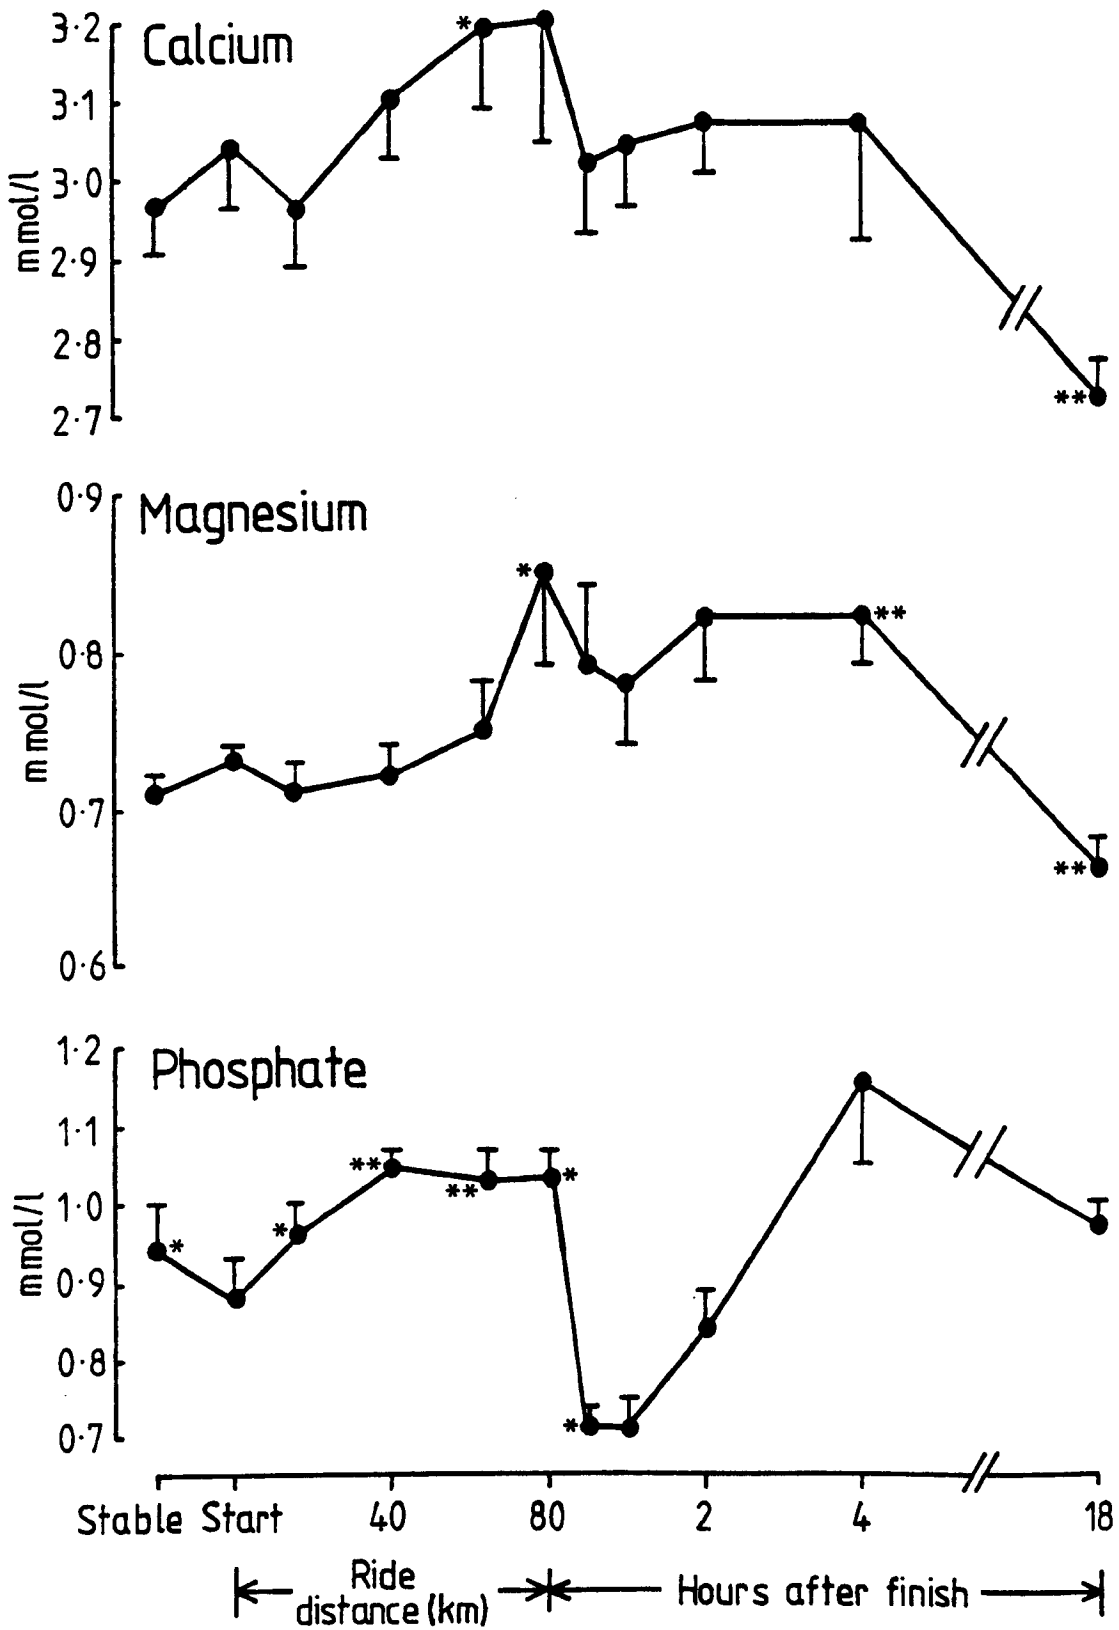 Calcium
3·2
3·1
3·0
2·9
2·8
2·7
mmol/l
*
**
Magnesium
0·9
0·8
0·7
0·6
mmol/l
*
**
**
Phosphate
1·2
1·1
1·0
0·9
0·8
0·7
mmol/l
*
*
**
**
*
*
Stable Start 40 80 2 4 18
Ride
distance (km)
Hours after finish